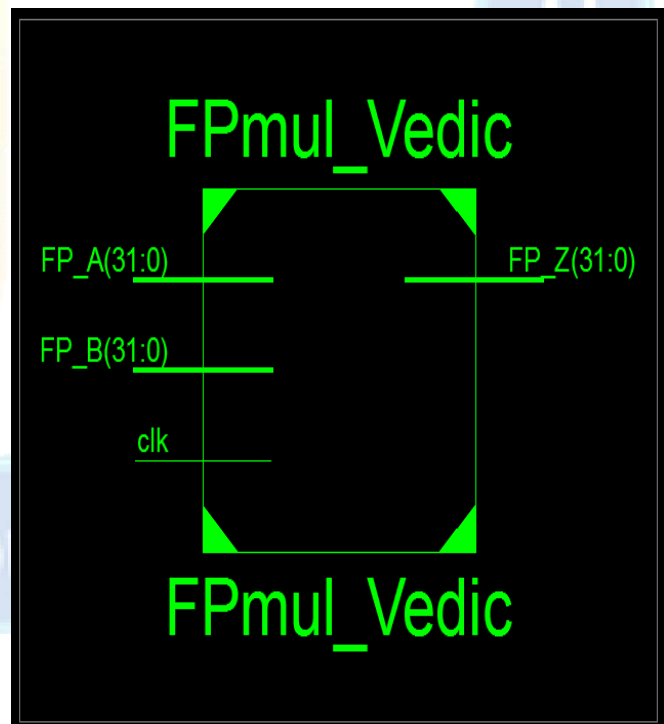 FPmul_Vedic
FP_A(31:0)
FP_Z(31:0)
FP_B(31:0)
clk
FPmul_Vedic